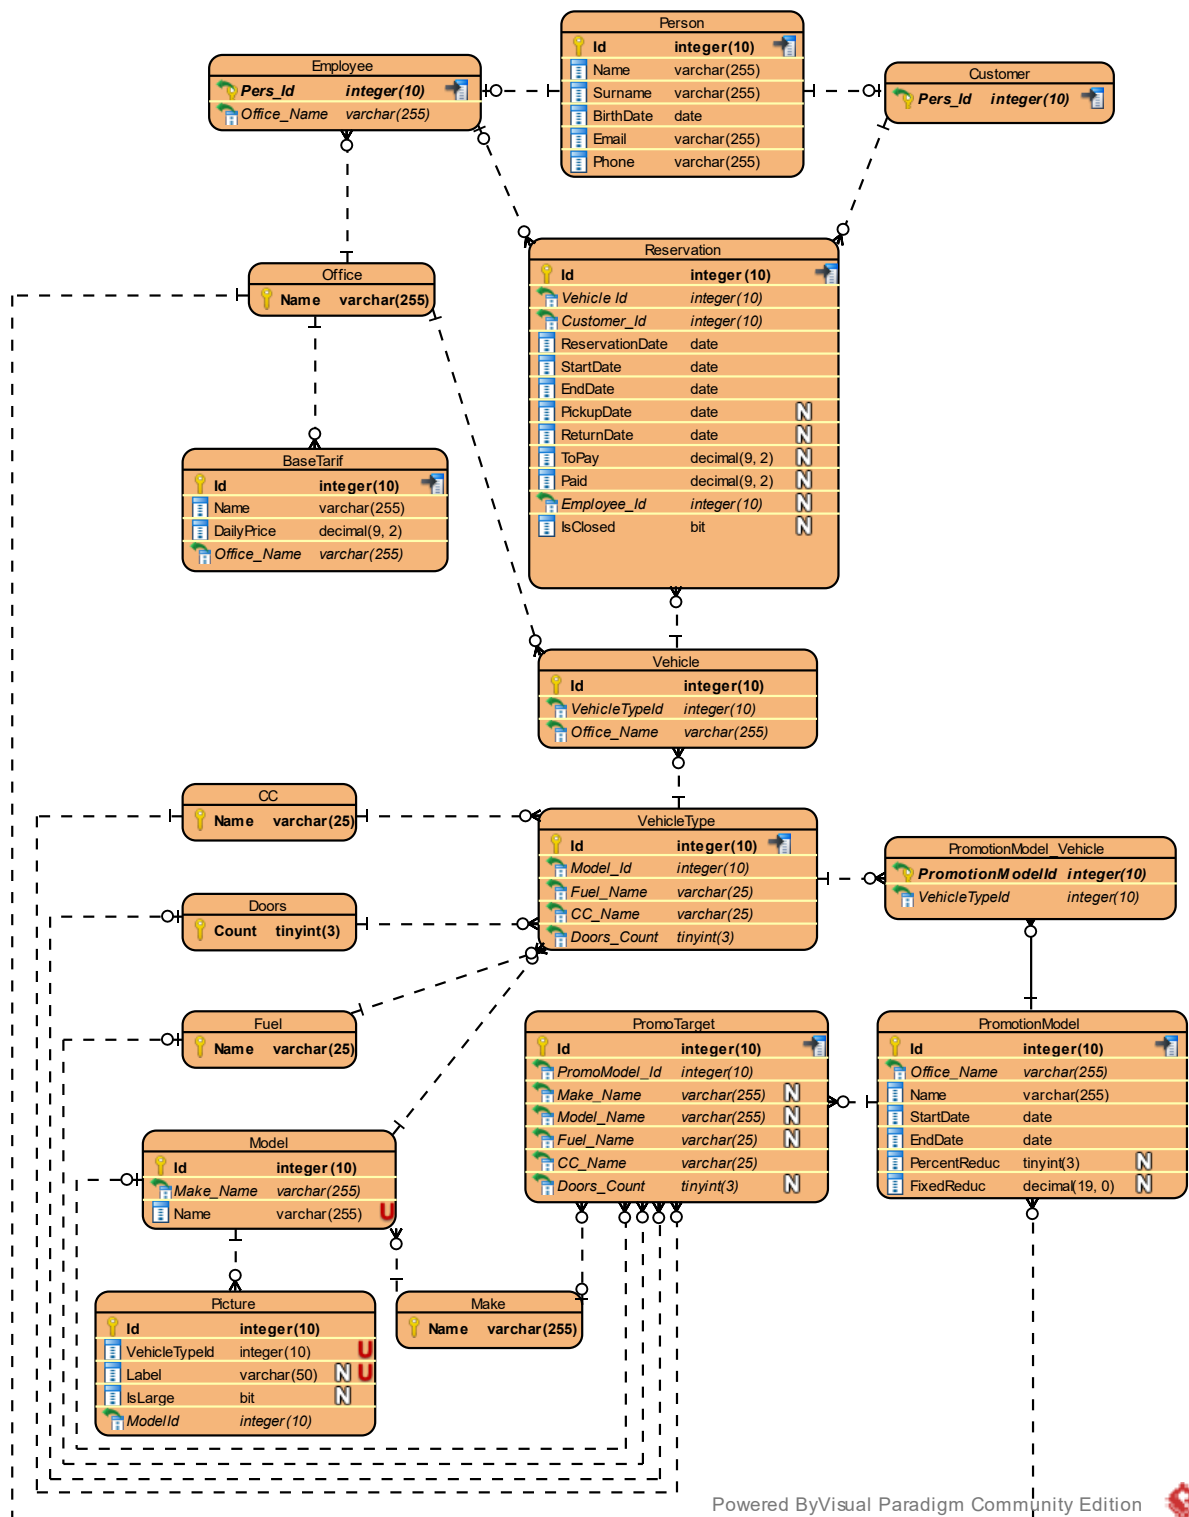 Person
Id integer(10)
Name varchar(255)
Surname varchar(255)
BirthDate date
Email varchar(255)
Phone varchar(255)
Employee
Pers_Id integer(10)
Office_Name varchar(255)
Customer
Pers_Id integer(10)
Reservation
Id integer(10)
Vehicle Id integer(10)
Customer_Id integer(10)
ReservationDate date
StartDate date
EndDate date
PickupDate date N
ReturnDate date N
ToPay decimal(9, 2) N
Paid decimal(9, 2) N
Employee_Id integer(10) N
IsClosed bit N
Office
Name varchar(255)
BaseTarif
Id integer(10)
Name varchar(255)
DailyPrice decimal(9, 2)
Office_Name varchar(255)
Vehicle
Id integer(10)
VehicleTypeId integer(10)
Office_Name varchar(255)
CC
Name varchar(25)
VehicleType
Id integer(10)
Model_Id integer(10)
Fuel_Name varchar(25)
CC_Name varchar(25)
Doors_Count tinyint(3)
PromotionModel_Vehicle
PromotionModelId integer(10)
VehicleTypeId integer(10)
Doors
Count tinyint(3)
Fuel
Name varchar(25)
PromoTarget
Id integer(10)
PromoModel_Id integer(10)
Make_Name varchar(255) N
Model_Name varchar(255) N
Fuel_Name varchar(25) N
CC_Name varchar(25)
Doors_Count tinyint(3) N
PromotionModel
Id integer(10)
Office_Name varchar(255)
Name varchar(255)
StartDate date
EndDate date
PercentReduc tinyint(3) N
FixedReduc decimal(19, 0) N
Model
Id integer(10)
Make_Name varchar(255)
Name varchar(255) U
Picture
Id integer(10)
VehicleTypeId integer(10) U
Label varchar(50) N U
IsLarge bit N
ModelId integer(10)
Make
Name varchar(255)
Powered ByVisual Paradigm Community Edition